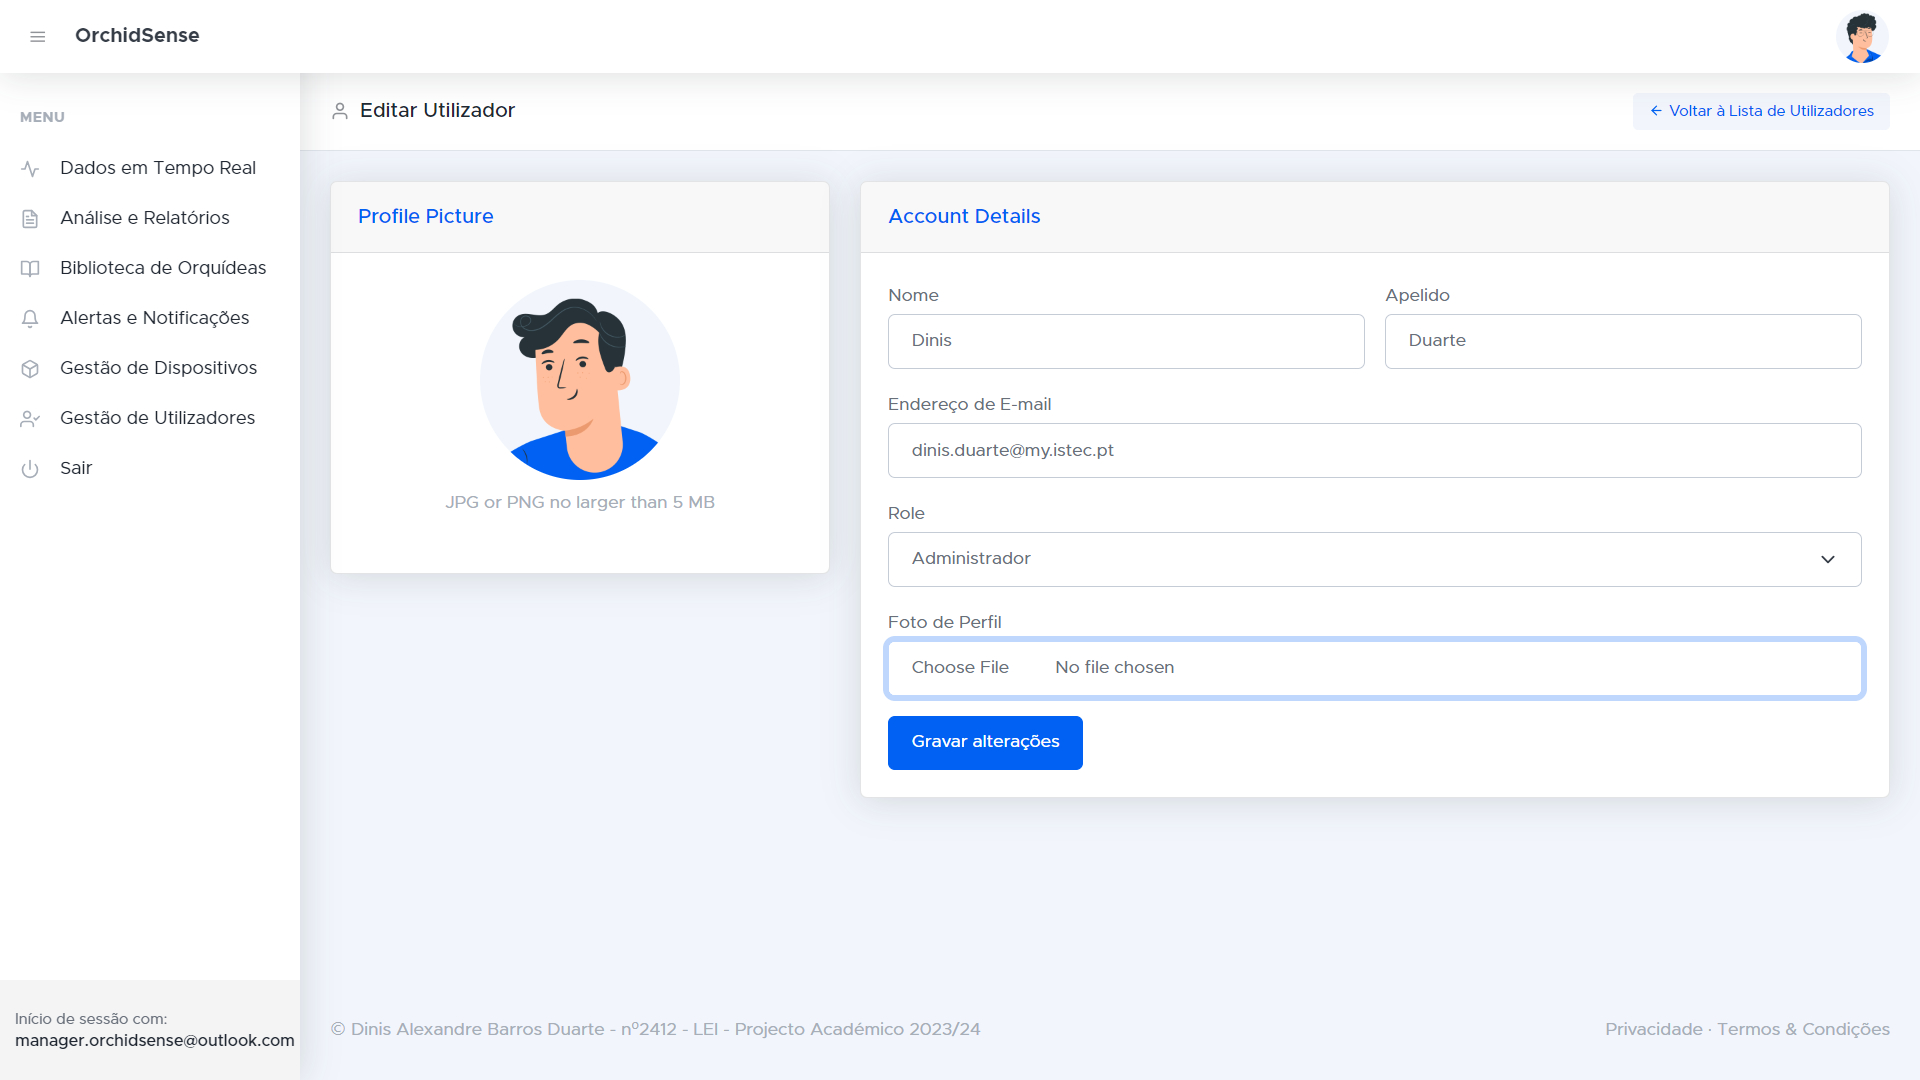 OrchidSense
MENU
Dados em Tempo Real
Análise e Relatórios
Biblioteca de Orquídeas
Alertas e Notificações
Gestão de Dispositivos
Gestão de Utilizadores
Sair
Início de sessão com:
manager.orchidsense@outlook.com
Editar Utilizador
← Voltar à Lista de Utilizadores
Profile Picture
JPG or PNG no larger than 5 MB
Account Details
Nome
Apelido
Dinis
Duarte
Endereço de E-mail
dinis.duarte@my.istec.pt
Role
Administrador
Foto de Perfil
Choose File No file chosen
Gravar alterações
© Dinis Alexandre Barros Duarte - nº2412 - LEI - Projecto Académico 2023/24
Privacidade · Termos & Condições